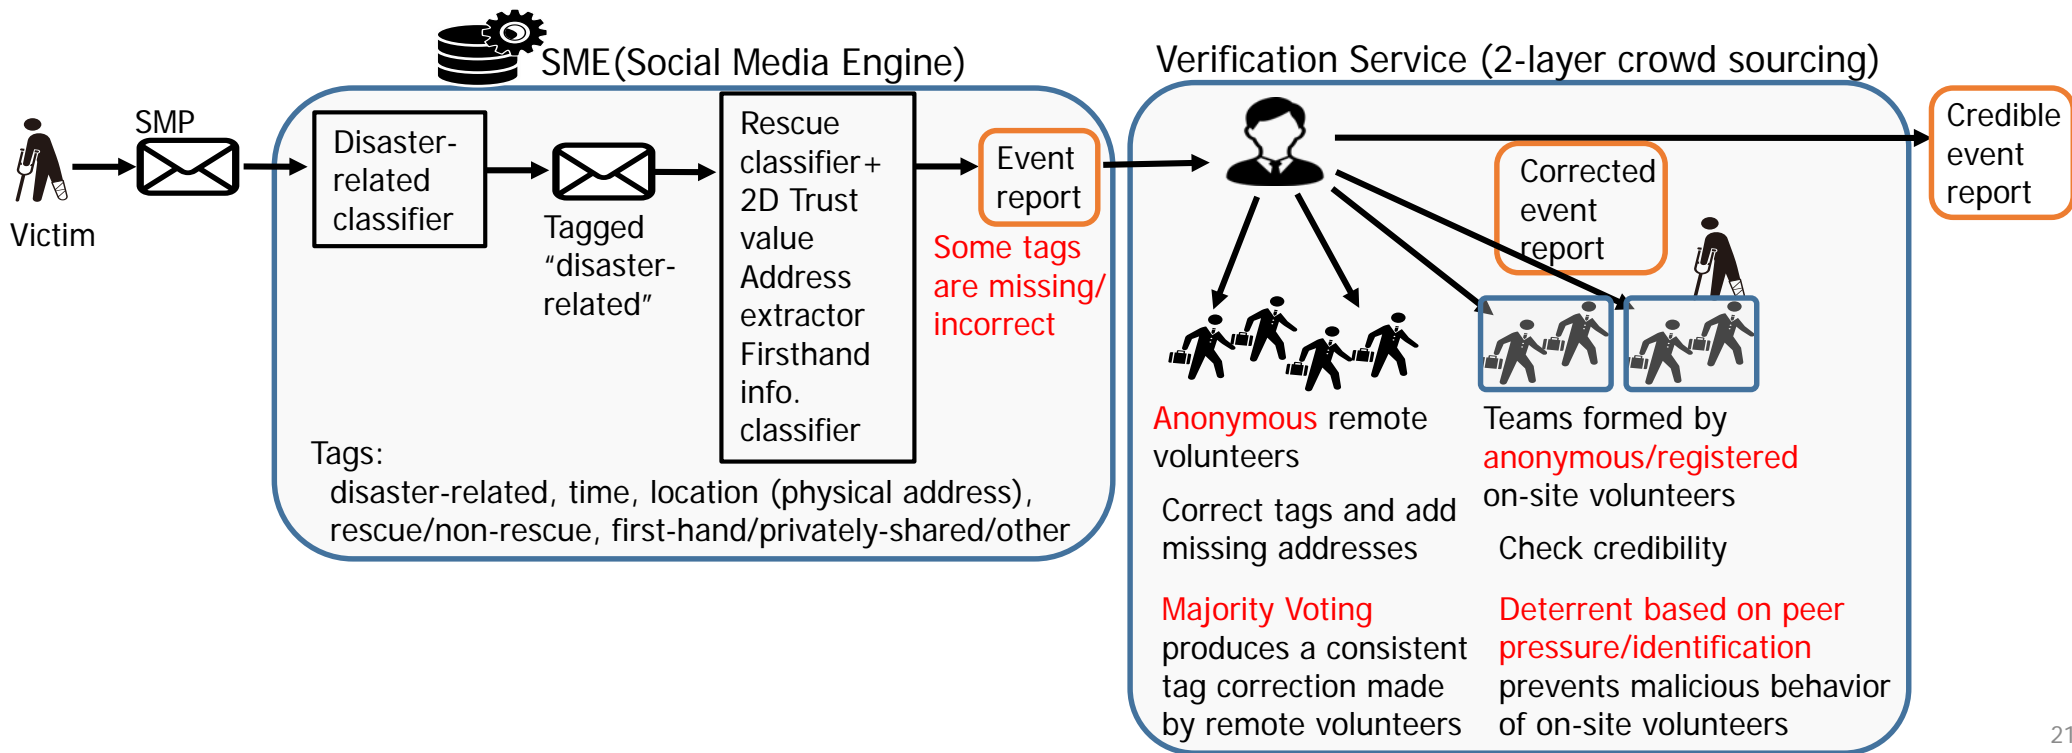 SME(Social Media Engine)
Verification Service (2-layer crowd sourcing)
Victim
SMP
Disaster-
related
classifier
Tagged
“disaster-
related”
Rescue
classifier+
2D Trust
value
Address
extractor
Firsthand
info.
classifier
Event
report
Some tags
are missing/
incorrect
Tags:
disaster-related, time, location (physical address),
rescue/non-rescue, first-hand/privately-shared/other
Corrected
event
report
Credible
event
report
Anonymous remote
volunteers
Correct tags and add
missing addresses
Majority Voting
produces a consistent
tag correction made
by remote volunteers
Teams formed by
anonymous/registered
on-site volunteers
Check credibility
Deterrent based on peer
pressure/identification
prevents malicious behavior
of on-site volunteers
21